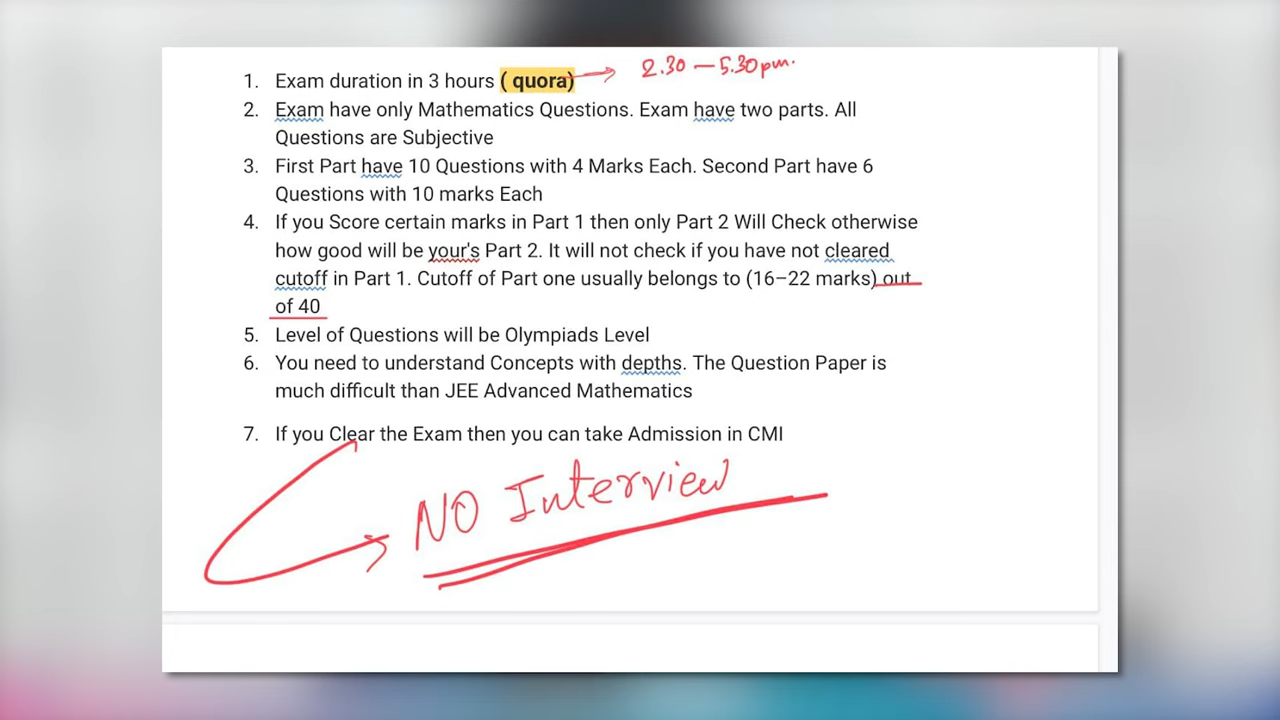 1. Exam duration in 3 hours ( quora) 2.30 – 5.30pm.
2. Exam have only Mathematics Questions. Exam have two parts. All
Questions are Subjective
3. First Part have 10 Questions with 4 Marks Each. Second Part have 6
Questions with 10 marks Each
4. If you Score certain marks in Part 1 then only Part 2 Will Check otherwise
how good will be your's Part 2. It will not check if you have not cleared
cutoff in Part 1. Cutoff of Part one usually belongs to (16–22 marks) out
of 40
5. Level of Questions will be Olympiads Level
6. You need to understand Concepts with depths. The Question Paper is
much difficult than JEE Advanced Mathematics
7. If you Clear the Exam then you can take Admission in CMI
NO Interview